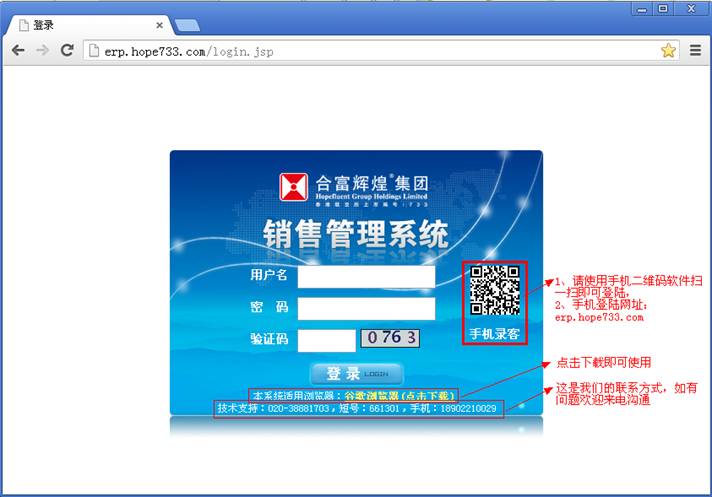 登录
erp.hope733.com/login.jsp
合富辉煌®集团
Hopefluent Group Holdings Limited
香港联交所上市编号:733
销售管理系统
用户名
密 码
验证码
0763
手机录客
登 录 LOGIN
本系统适用浏览器:谷歌浏览器(点击下载)
技术支持:020-38881703,短号:661301,手机:18902210029
1、请使用手机二维码软件扫
一扫即可登陆,
2、手机登陆网址:
erp.hope733.com
点击下载即可使用
这是我们的联系方式,如有
问题欢迎来电沟通